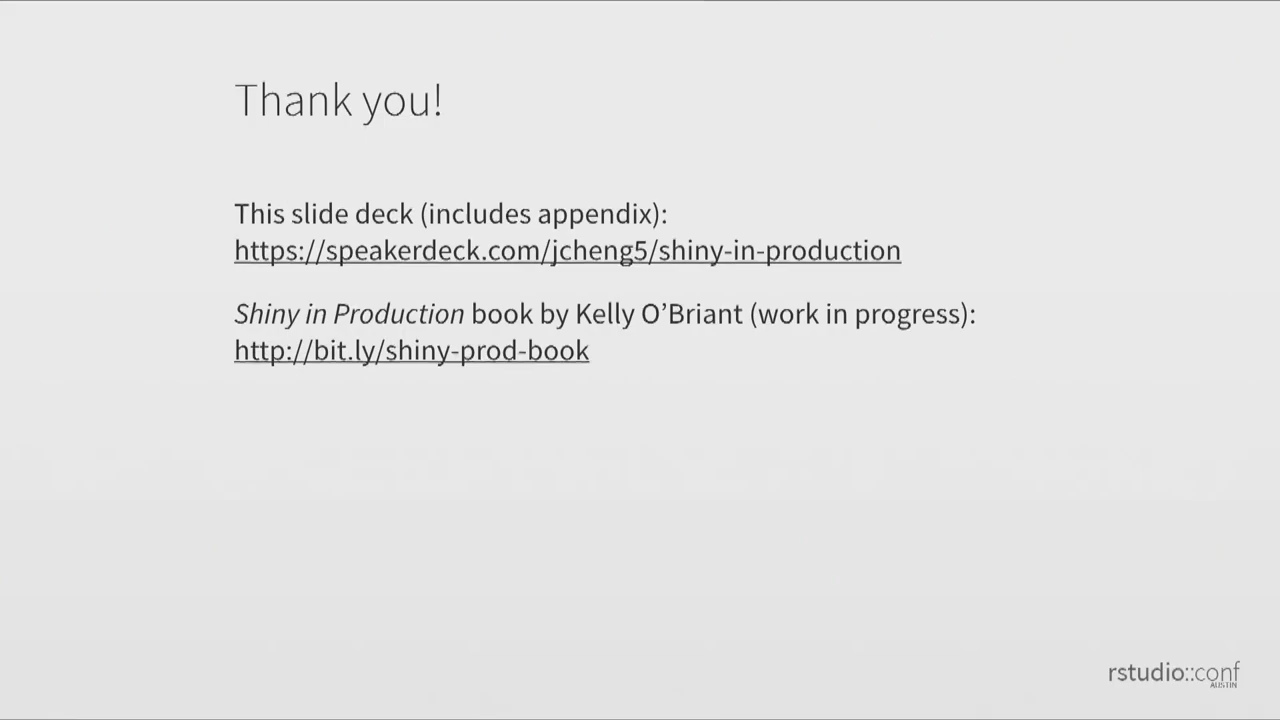 Thank you!
This slide deck (includes appendix):
https://speakerdeck.com/jcheng5/shiny-in-production
Shiny in Production book by Kelly O’Briant (work in progress):
http://bit.ly/shiny-prod-book
rstudio::conf
AUSTIN